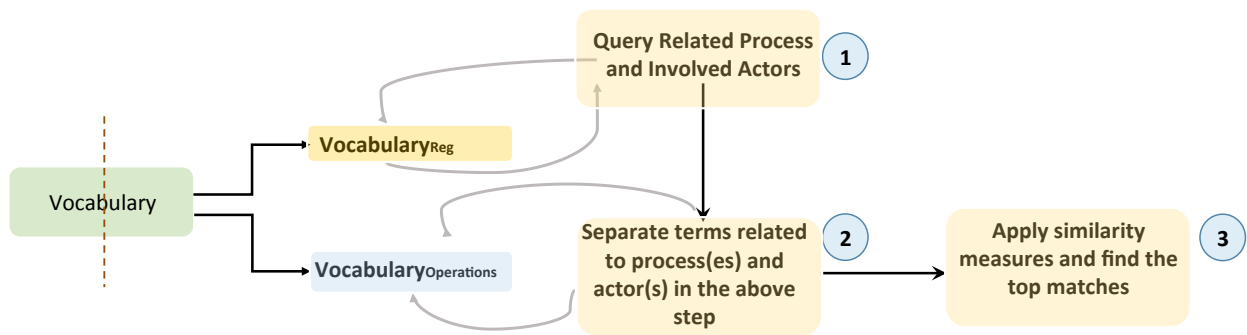 Query Related Process
and Involved Actors
1
VocabularyReg
Vocabulary
VocabularyOperations
Separate terms related
to process(es) and
actor(s) in the above
step
2
Apply similarity
measures and find the
top matches
3